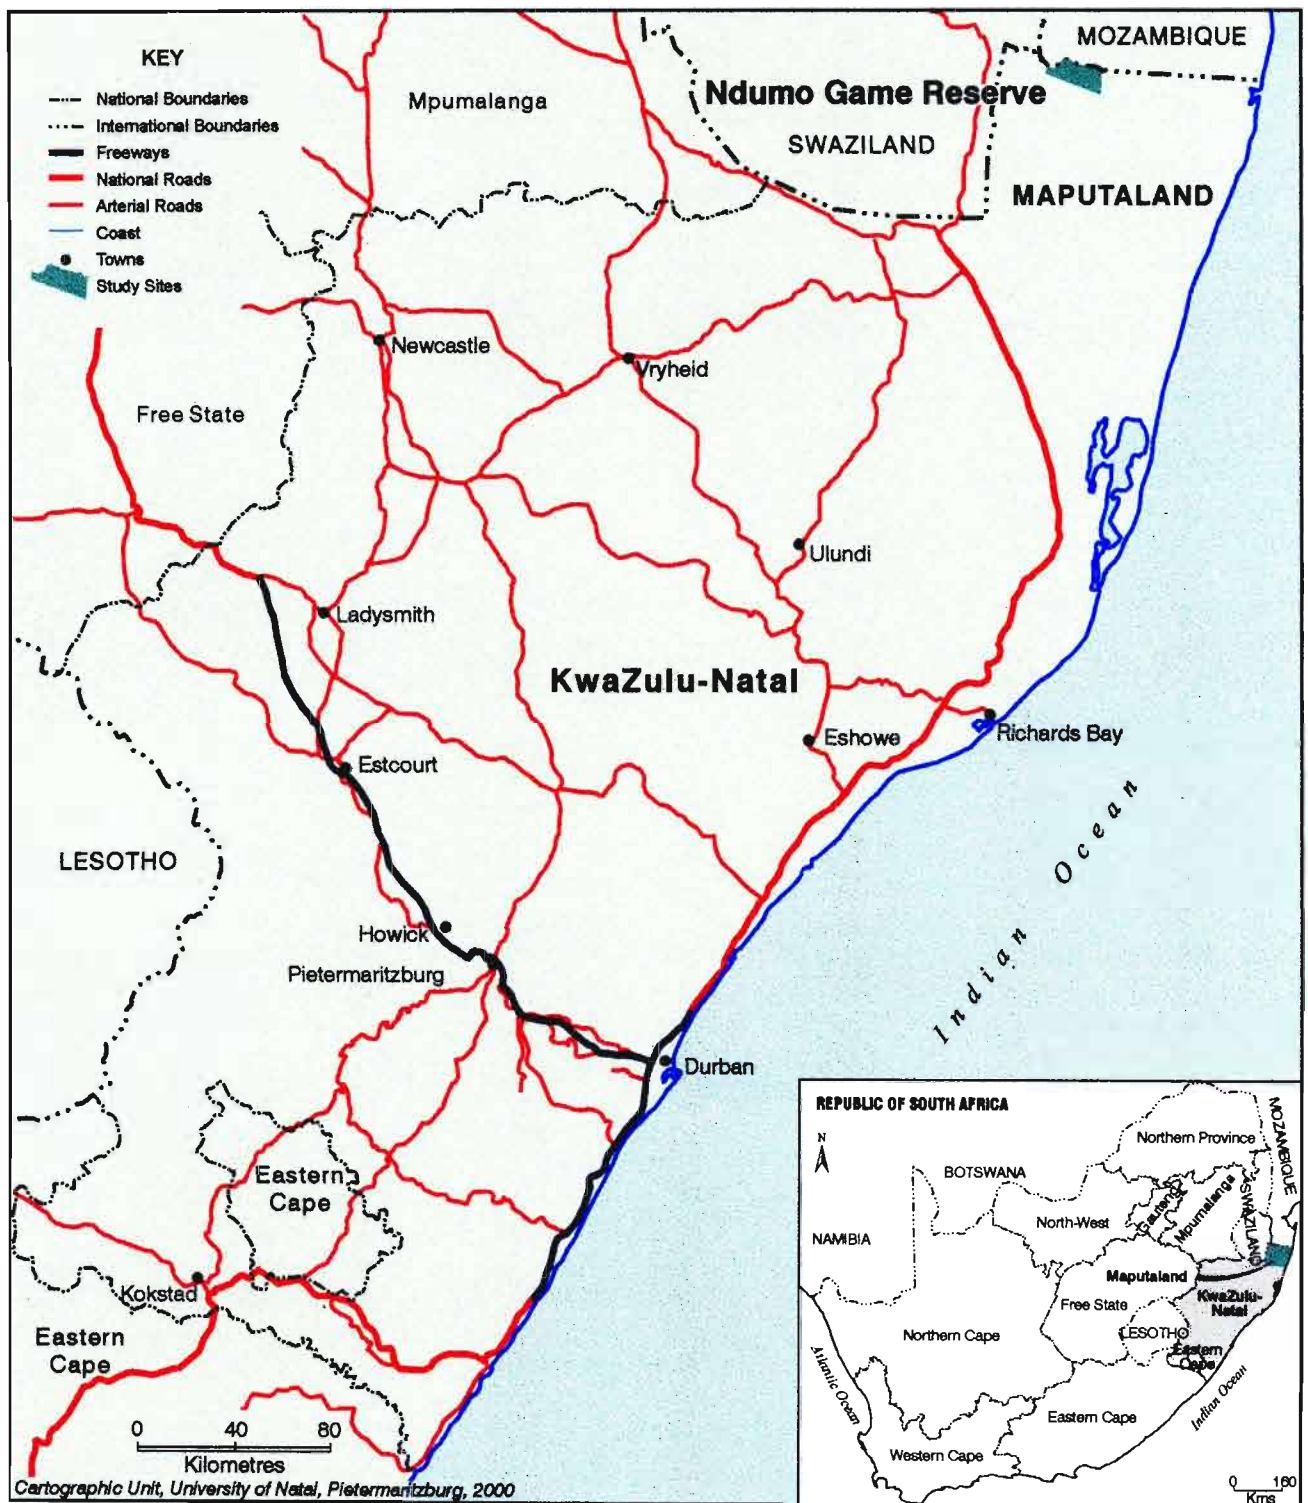 KEY
National Boundaries
International Boundaries
Freeways
National Roads
Arterial Roads
Coast
Towns
Study Sites
MOZAMBIQUE
Mpumalanga
Ndumo Game Reserve
SWAZILAND
MAPUTALAND
Newcastle
Vryheid
Free State
Ulundi
Ladysmith
KwaZulu-Natal
Richards Bay
Eshowe
Estcourt
LESOTHO
Indian Ocean
Howick
Pietermaritzburg
Durban
Eastern
Cape
Kokstad
Eastern
Cape
0 40 80
Kilometres
Cartographic Unit, University of Natal, Pietermaritzburg, 2000
REPUBLIC OF SOUTH AFRICA
N
MOZAMBIQUE
Northern Province
BOTSWANA
Gauteng
Mpumalanga
SWAZILAND
North-West
NAMIBIA
Maputaland
KwaZulu-
Natal
Free State
LESOTHO
Northern Cape
Eastern
Cape
Atlantic Ocean
Indian Ocean
Eastern Cape
Western Cape
0 160
Kms